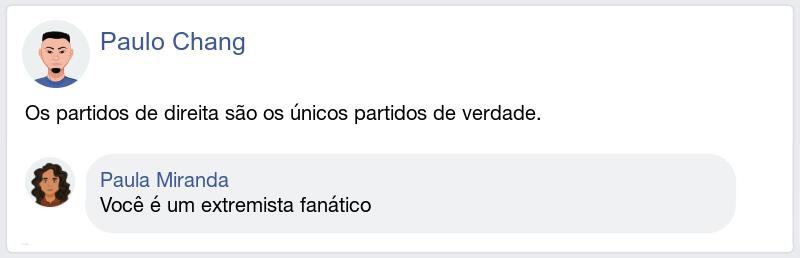 Paulo Chang
Os partidos de direita são os únicos partidos de verdade.
Paula Miranda
Você é um extremista fanático